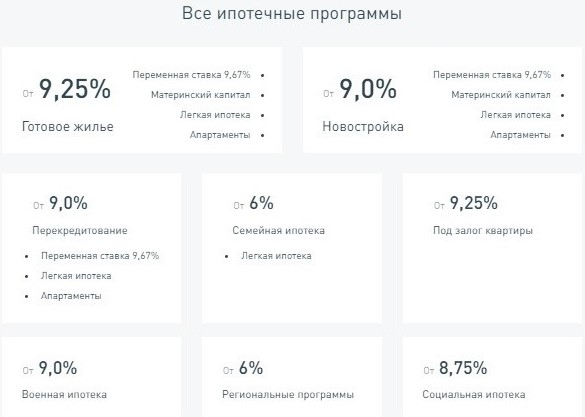 Все ипотечные программы
От 9,25%
Готовое жилье
Переменная ставка 9,67%
Материнский капитал
Легкая ипотека
Апартаменты
От 9,0%
Новостройка
Переменная ставка 9,67%
Материнский капитал
Легкая ипотека
Апартаменты
От 9,0%
Перекредитование
Переменная ставка 9,67%
Легкая ипотека
Апартаменты
От 6%
Семейная ипотека
Легкая ипотека
От 9,25%
Под залог квартиры
От 9,0%
Военная ипотека
От 6%
Региональные программы
От 8,75%
Социальная ипотека